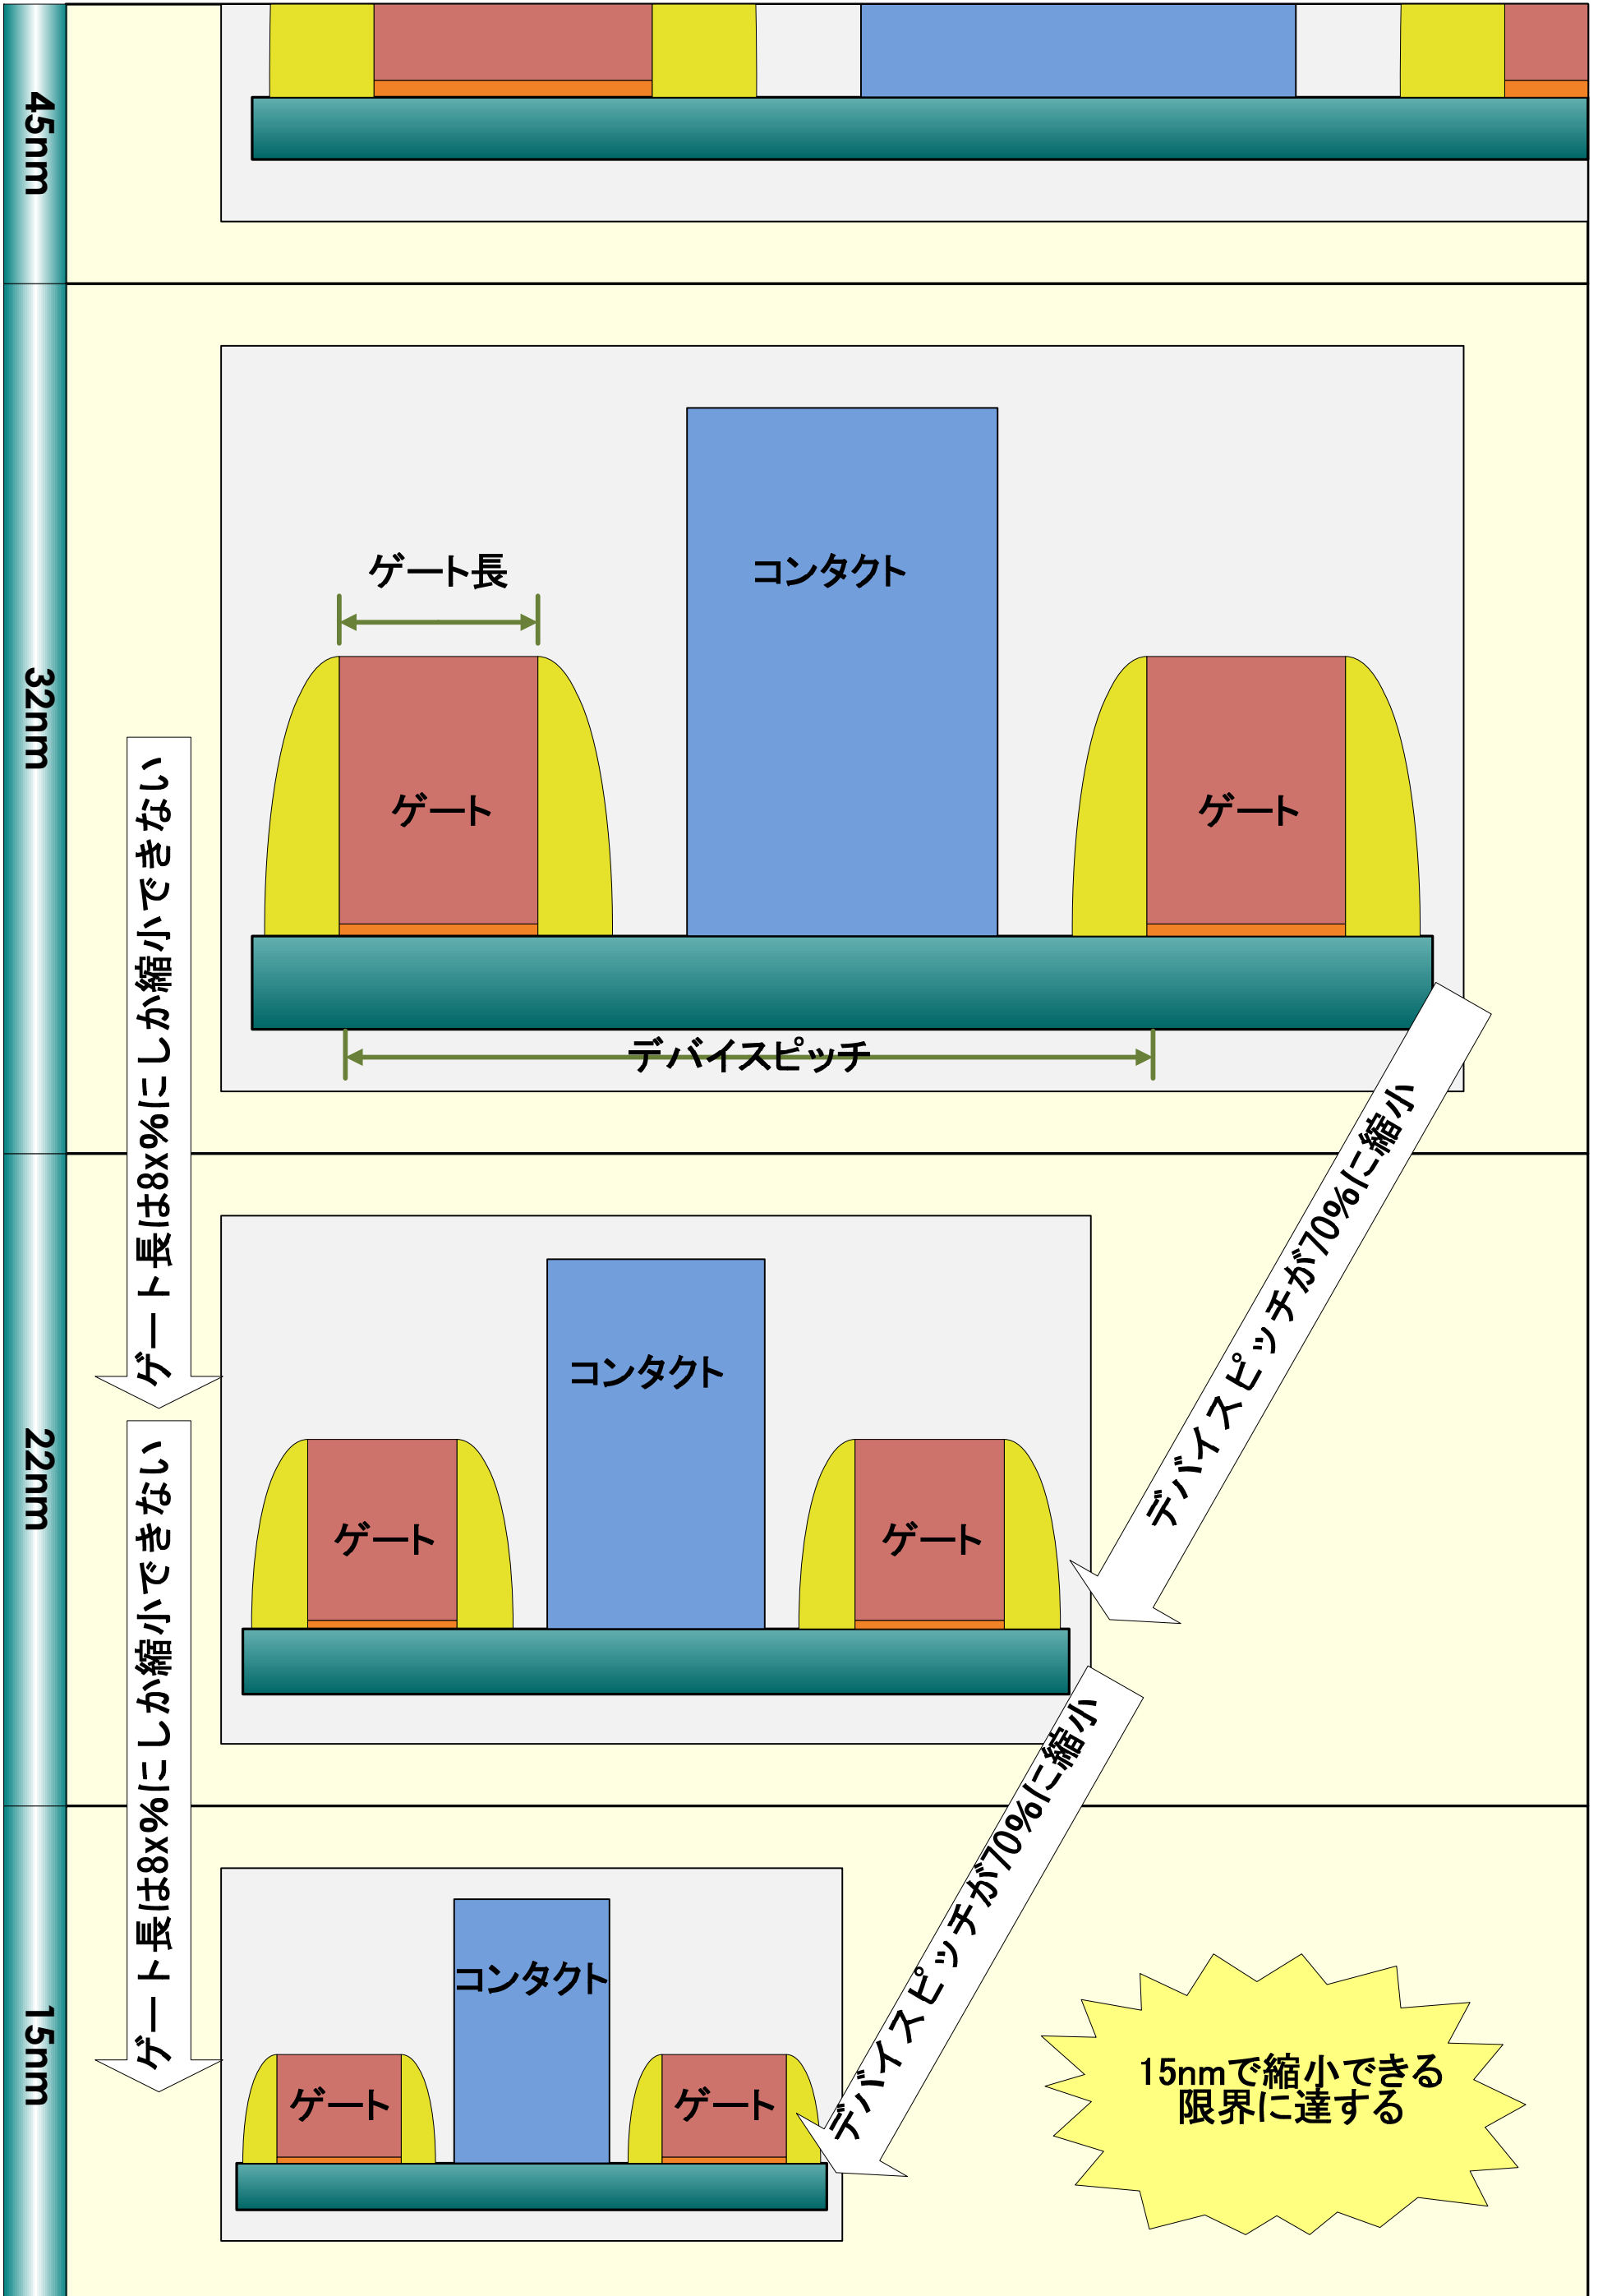 45nm
32nm
ゲート長
コンタクト
ゲート
ゲート
デバイスピッチ
ゲート長は8x%にしか縮小できない
デバイスピッチが70%に縮小
22nm
コンタクト
ゲート
ゲート
ゲート長は8x%にしか縮小できない
デバイスピッチが70%に縮小
15nm
コンタクト
ゲート
ゲート
15nmで縮小できる
限界に達する